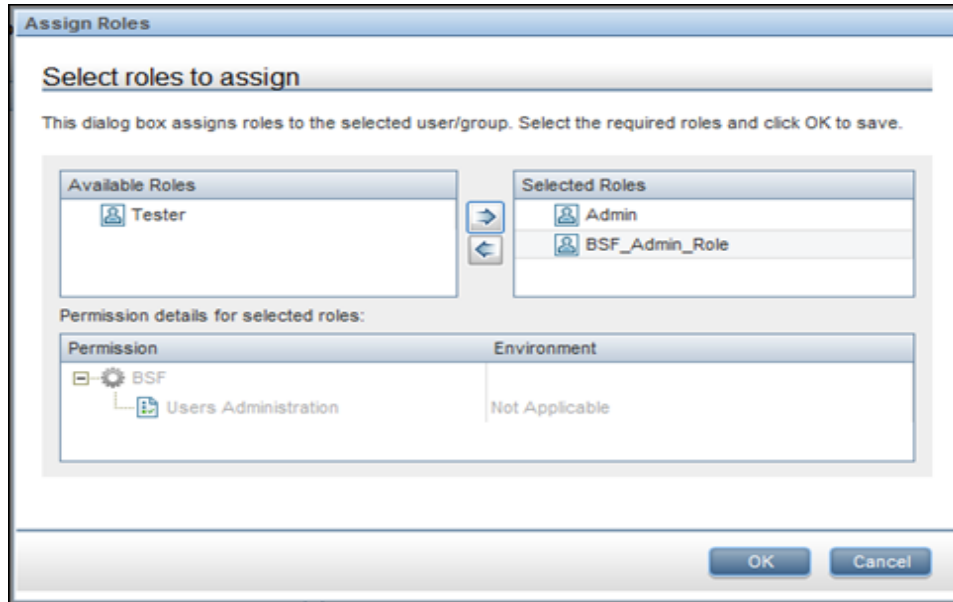 Assign Roles
Select roles to assign
This dialog box assigns roles to the selected user/group. Select the required roles and click OK to save.
Available Roles
Tester
Selected Roles
Admin
BSF_Admin_Role
Permission details for selected roles:
Permission Environment
BSF
Users Administration Not Applicable
OK Cancel